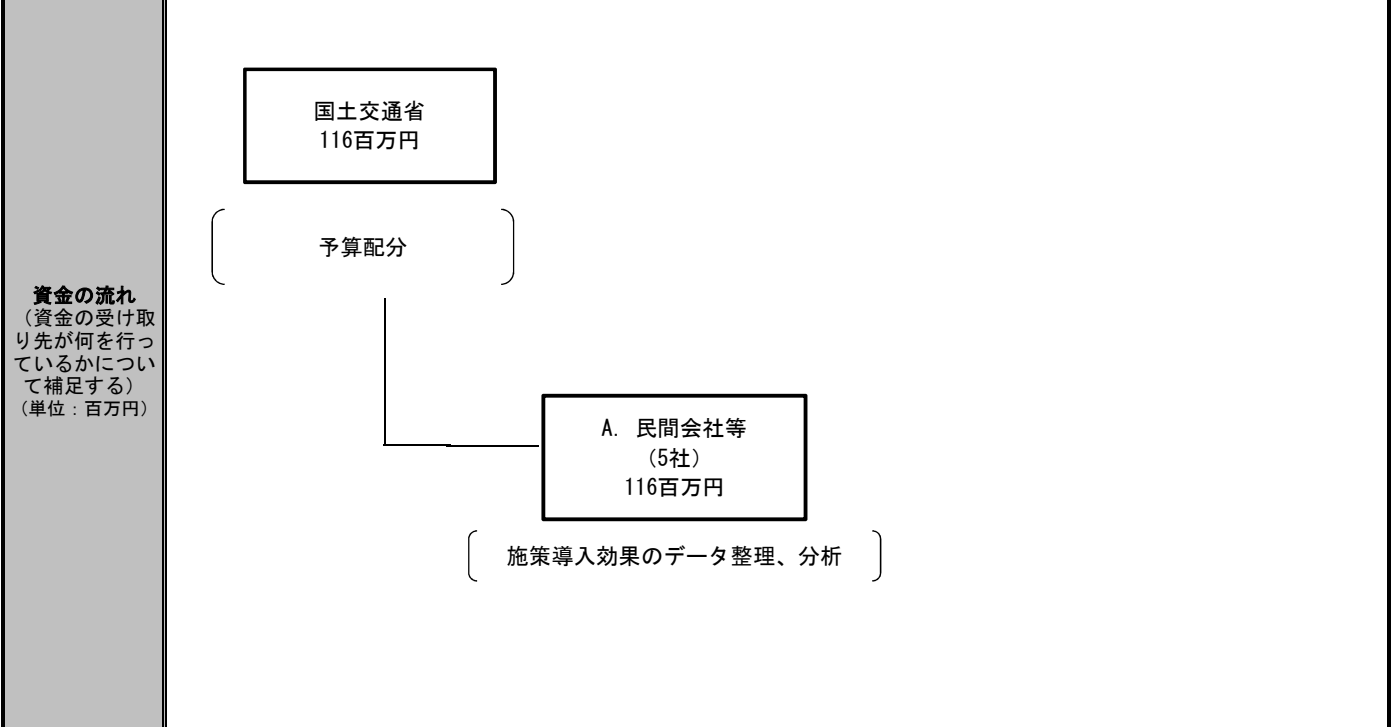 資金の流れ
（資金の受け取
り先が何を行っ
ているかについ
て補足する）
（単位：百万円）
国土交通省
116百万円
予算配分
A. 民間会社等
（5社）
116百万円
施策導入効果のデータ整理、分析